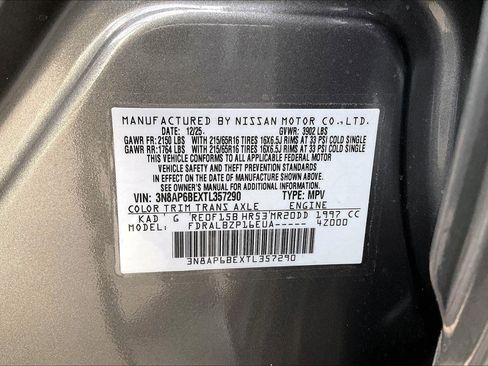 MANUFACTURED BY NISSAN MOTOR CO.,LTD.
DATE: 12/25 GVWR: 3902 LBS
GAWR FR: 2150 LBS WITH 215/65R16 TIRES 16X6.5J RIMS AT 33 PSI COLD SINGLE
GAWR RR: 1764 LBS WITH 215/65R16 TIRES 16X6.5J RIMS AT 33 PSI COLD SINGLE
THIS VEHICLE CONFORMS TO ALL APPLICABLE FEDERAL MOTOR
VEHICLE SAFETY, BUMPER, AND THEFT PREVENTION STANDARDS
IN EFFECT ON THE DATE OF MANUFACTURE SHOWN ABOVE.
SEE OWNER'S MANUAL FOR ADDITIONAL INFORMATION.
VIN: 3N8AP6BEXTL357290 TYPE: MPV
COLOR TRIM TRANS AXLE ENGINE
KAD G RE0F15B HR53 MR20DD 1997 CC
MODEL: FDRALBZP16EUA----- 4Z000
3N8AP6BEXTL357290